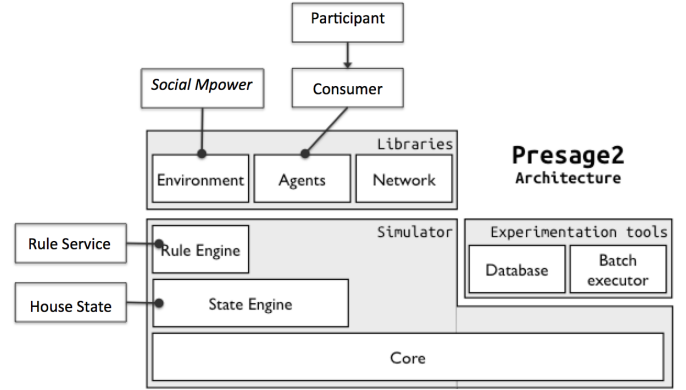 Participant
Social Mpower
Consumer
Libraries
Environment
Agents
Network
Presage2
Architecture
Rule Service
Rule Engine
Simulator
Experimentation tools
Database
Batch
executor
House State
State Engine
Core